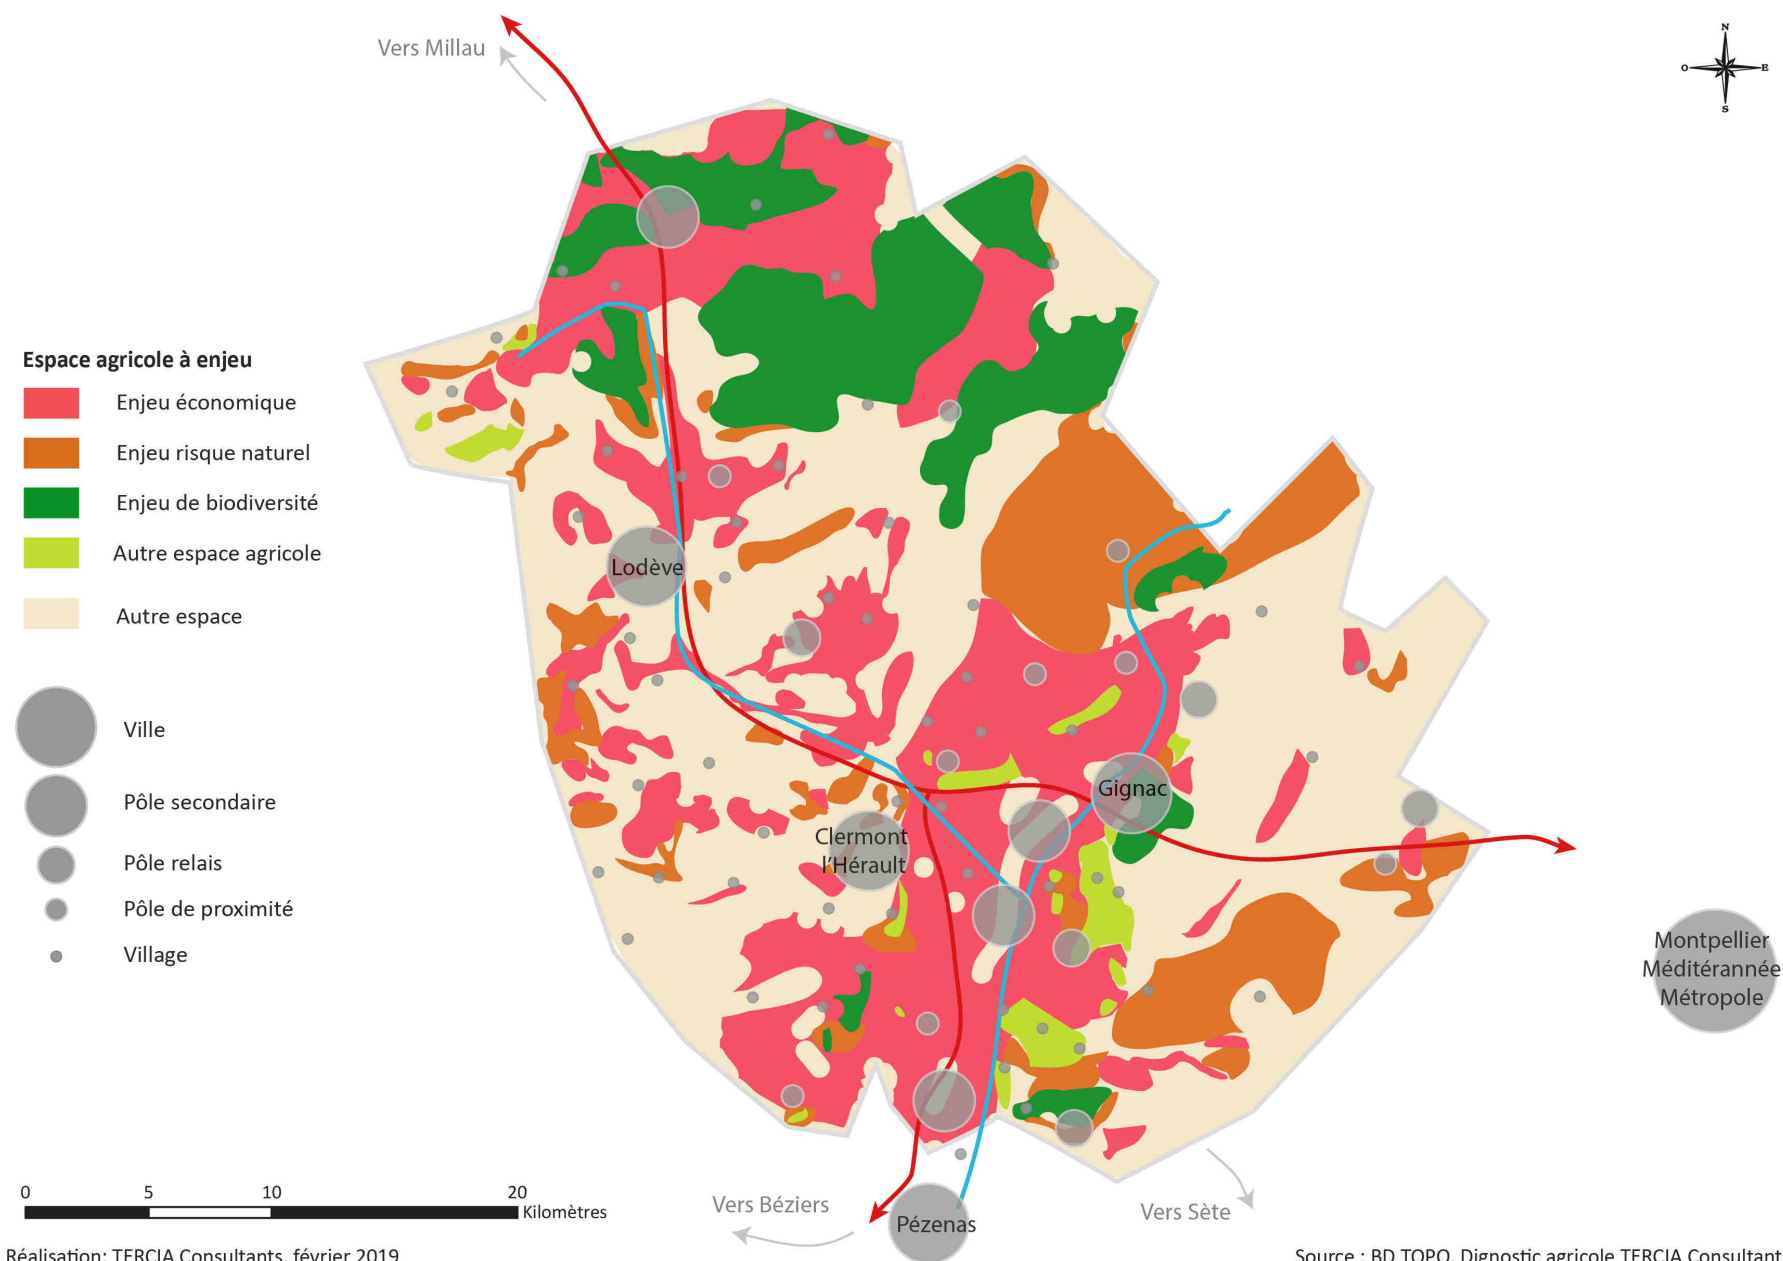 Vers Millau
N
O
E
S
Espace agricole à enjeu
Enjeu économique
Enjeu risque naturel
Enjeu de biodiversité
Autre espace agricole
Autre espace
Ville
Pôle secondaire
Pôle relais
Pôle de proximité
Village
Lodève
Gignac
Clermont
l'Hérault
Montpellier
Méditérannée
Métropole
Pézenas
Vers Béziers
Vers Sète
0 5 10 20
Kilomètres
Réalisation: TERCIA Consultants, février 2019
Source : BD TOPO, Dignostic agricole TERCIA Consultant